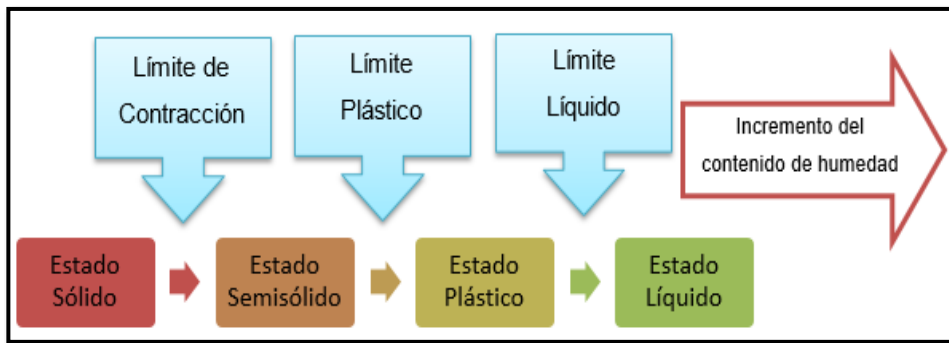 Límite de
Contracción
Límite
Plástico
Límite
Líquido
Incremento del
contenido de humedad
Estado
Sólido
Estado
Semisólido
Estado
Plástico
Estado
Líquido